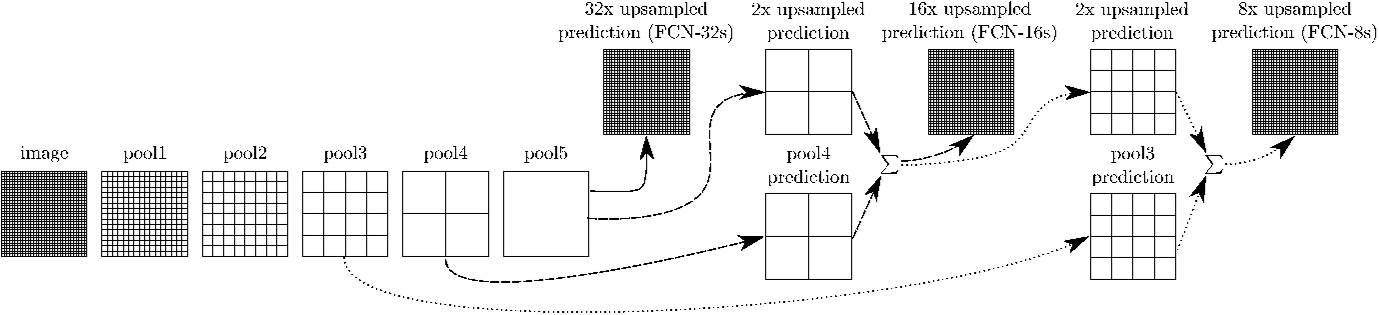 32x upsampled
prediction (FCN-32s)
2x upsampled
prediction
16x upsampled
prediction (FCN-16s)
2x upsampled
prediction
8x upsampled
prediction (FCN-8s)
image
pool1
pool2
pool3
pool4
pool5
pool4
prediction
∑
pool3
prediction
∑